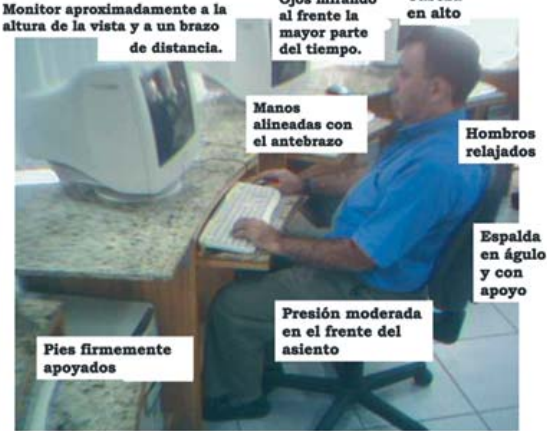 Monitor aproximadamente a la
altura de la vista y a un brazo
de distancia.
Ojos mirando
al frente la
mayor parte
del tiempo.
en alto
Manos
alineadas con
el antebrazo
Hombros
relajados
Espalda
en águlo
y con
apoyo
Presión moderada
en el frente del
asiento
Pies firmemente
apoyados